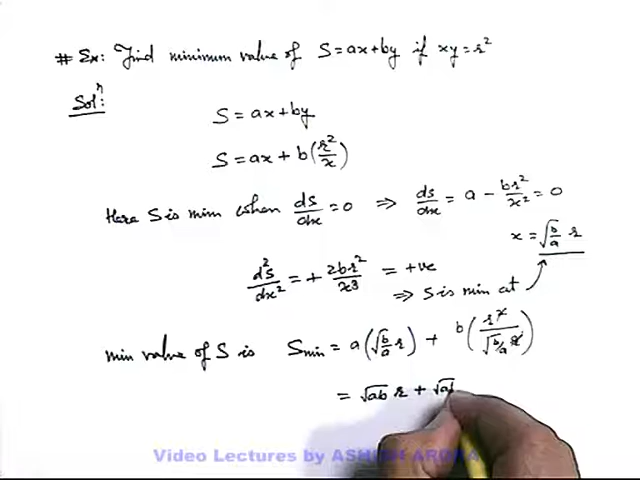 # Ex: Find minimum value of S = ax + by if xy = r²
Solⁿ:
S = ax + by
S = ax + b(r²/x)
Here S is min when dS/dx = 0 ⇒ dS/dx = a - br²/x² = 0
x = √(b/a) r
d²S/dx² = + 2br²/x³ = +ve
⇒ S is min at
min value of S is Smin = a(√(b/a) r) + b(r²/(√(b/a) r))
= √ab r + √ab
Video Lectures by ASHISH ARORA